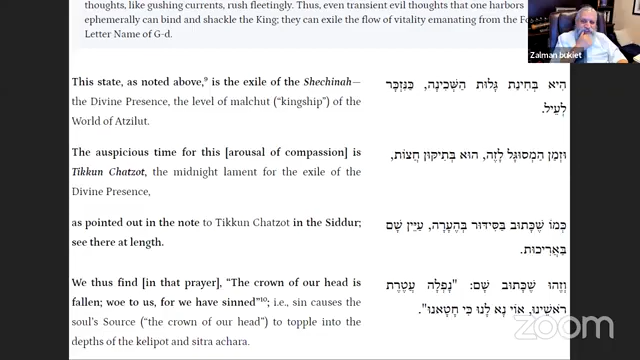 thoughts, like gushing currents, rush fleetingly. Thus, even transient evil thoughts that one harbors
ephemerally can bind and shackle the King; they can exile the flow of vitality emanating from the Fo
Letter Name of G-d.
Zalman bukiet
This state, as noted above,⁹ is the exile of the Shechinah—
the Divine Presence, the level of malchut (“kingship”) of the
World of Atzilut.
הִיא בְּחִינַת גָּלוּת הַשְּׁכִינָה, כַּנִּזְכָּר
לְעֵיל.
The auspicious time for this [arousal of compassion] is
Tikkun Chatzot, the midnight lament for the exile of the
Divine Presence,
וּזְמַן הַמְסוּגָּל לָזֶה, הוּא בְּתִיקּוּן חֲצוֹת,
as pointed out in the note to Tikkun Chatzot in the Siddur;
see there at length.
כְּמוֹ שֶׁכָּתוּב בַּסִּידּוּר בְּהֶעָרָה, עַיֵּין שָׁם
בַּאֲרִיכוּת.
We thus find [in that prayer], “The crown of our head is
fallen; woe to us, for we have sinned”¹⁰; i.e., sin causes the
soul’s Source (“the crown of our head”) to topple into the
depths of the kelipot and sitra achara.
וְזֶהוּ שֶׁכָּתוּב שָׁם: "נָפְלָה עֲטֶרֶת
רֹאשֵׁינוּ, אוֹי נָא לָנוּ כִּי חָטָאנוּ".
zoom